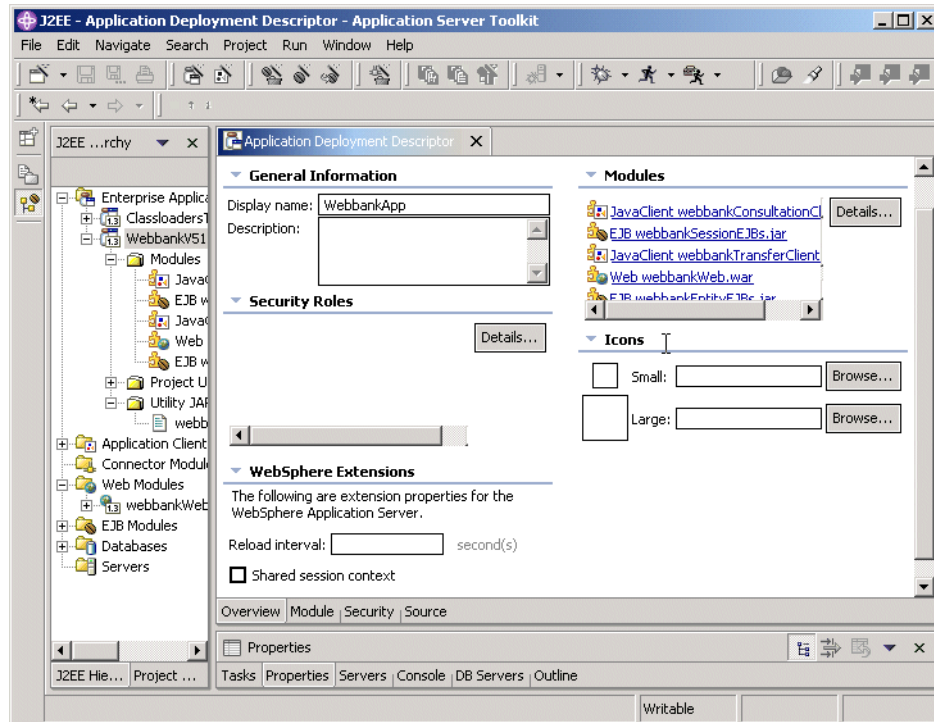 J2EE - Application Deployment Descriptor - Application Server Toolkit
File Edit Navigate Search Project Run Window Help
J2EE ...rchy
Application Deployment Descriptor
Enterprise Applica
ClassloadersT
WebbankV51
Modules
Java
EJB w
Java
Web
EJB w
Project U
Utility JAR
webb
Application Client
Connector Module
Web Modules
webbankWeb
EJB Modules
Databases
Servers
J2EE Hie... Project ...
General Information
Display name: WebbankApp
Description:
Security Roles
Details...
WebSphere Extensions
The following are extension properties for the
WebSphere Application Server.
Reload interval: second(s)
Shared session context
Modules
JavaClient webbankConsultationCl
Details...
EJB webbankSessionEJBs.jar
JavaClient webbankTransferClient
Web webbankWeb.war
EJB webbankEntityEJBs.jar
Icons
Small: Browse...
Large: Browse...
Overview Module Security Source
Properties
Tasks Properties Servers Console DB Servers Outline
Writable